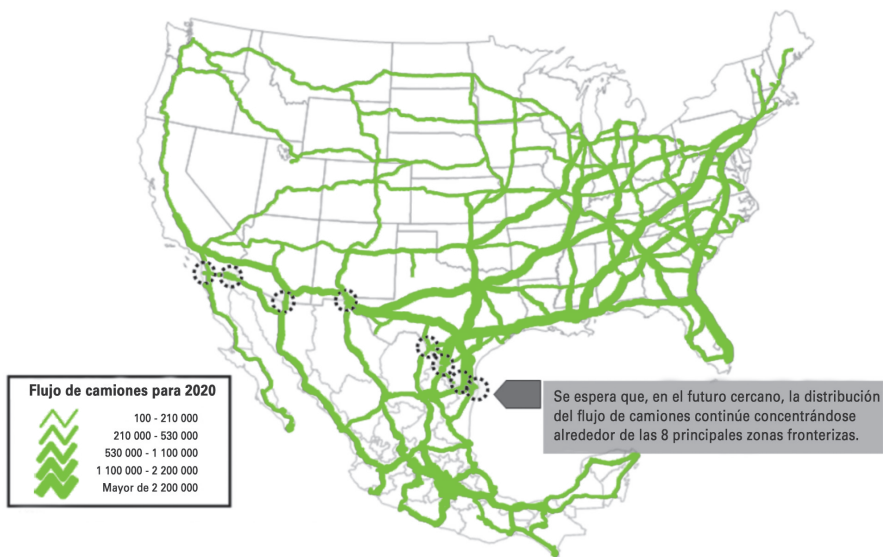 Flujo de camiones para 2020
100 - 210 000
210 000 - 530 000
530 000 - 1 100 000
1 100 000 - 2 200 000
Mayor de 2 200 000
Se espera que, en el futuro cercano, la distribución
del flujo de camiones continúe concentrándose
alrededor de las 8 principales zonas fronterizas.